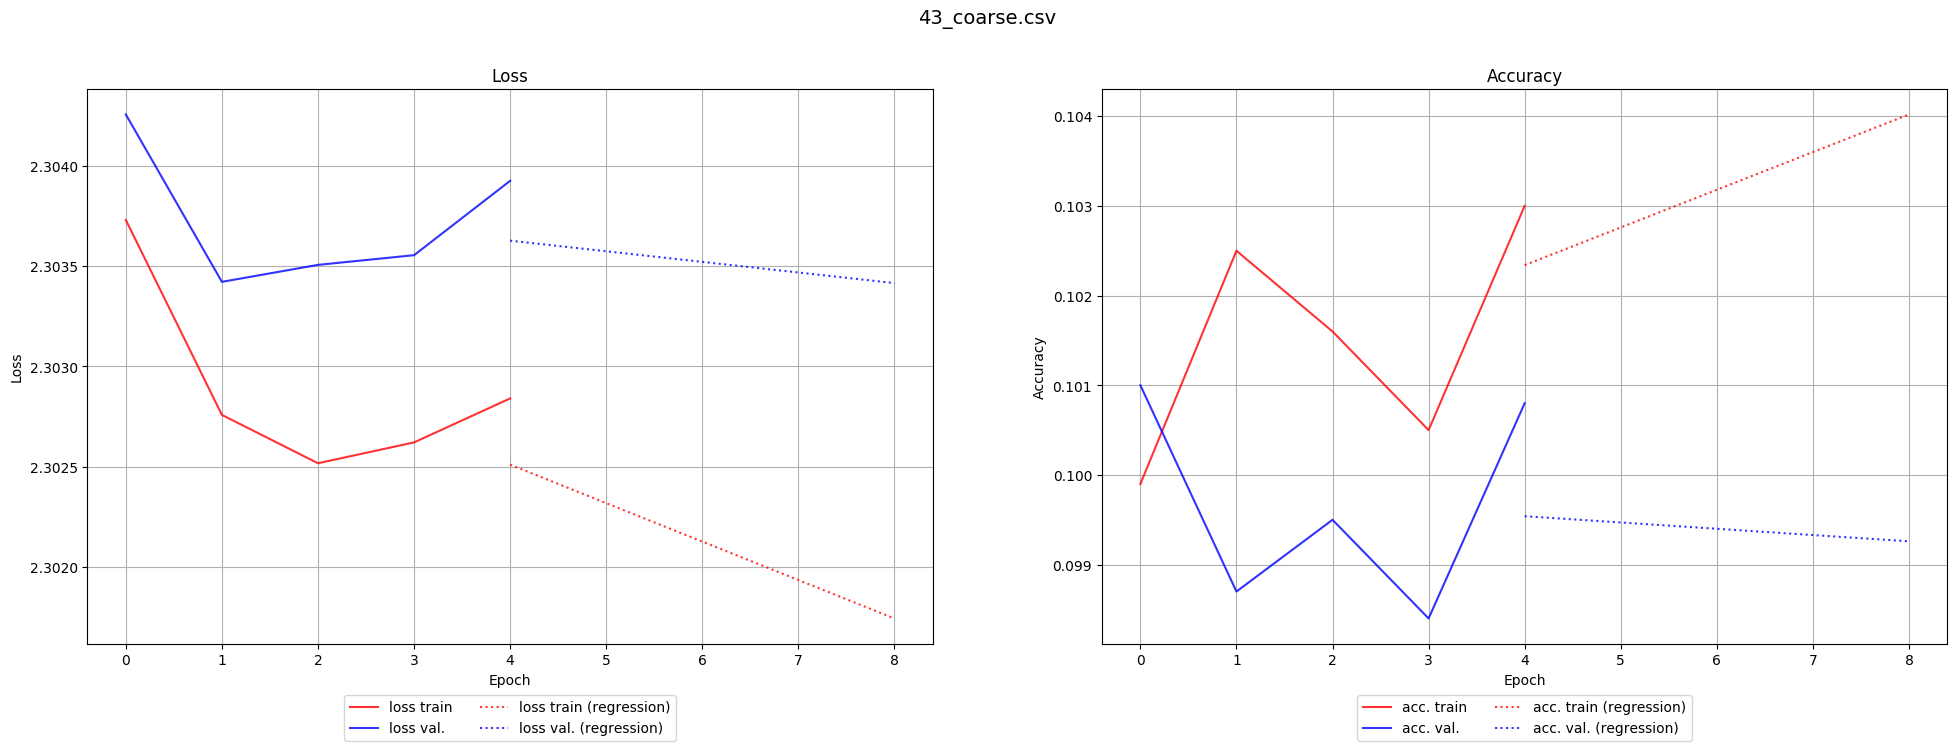 43_coarse.csv
Loss
Loss
2.3040
2.3035
2.3030
2.3025
2.3020
0 1 2 3 4 5 6 7 8
Epoch
loss train
loss val.
loss train (regression)
loss val. (regression)
Accuracy
Accuracy
0.104
0.103
0.102
0.101
0.100
0.099
0 1 2 3 4 5 6 7 8
Epoch
acc. train
acc. val.
acc. train (regression)
acc. val. (regression)